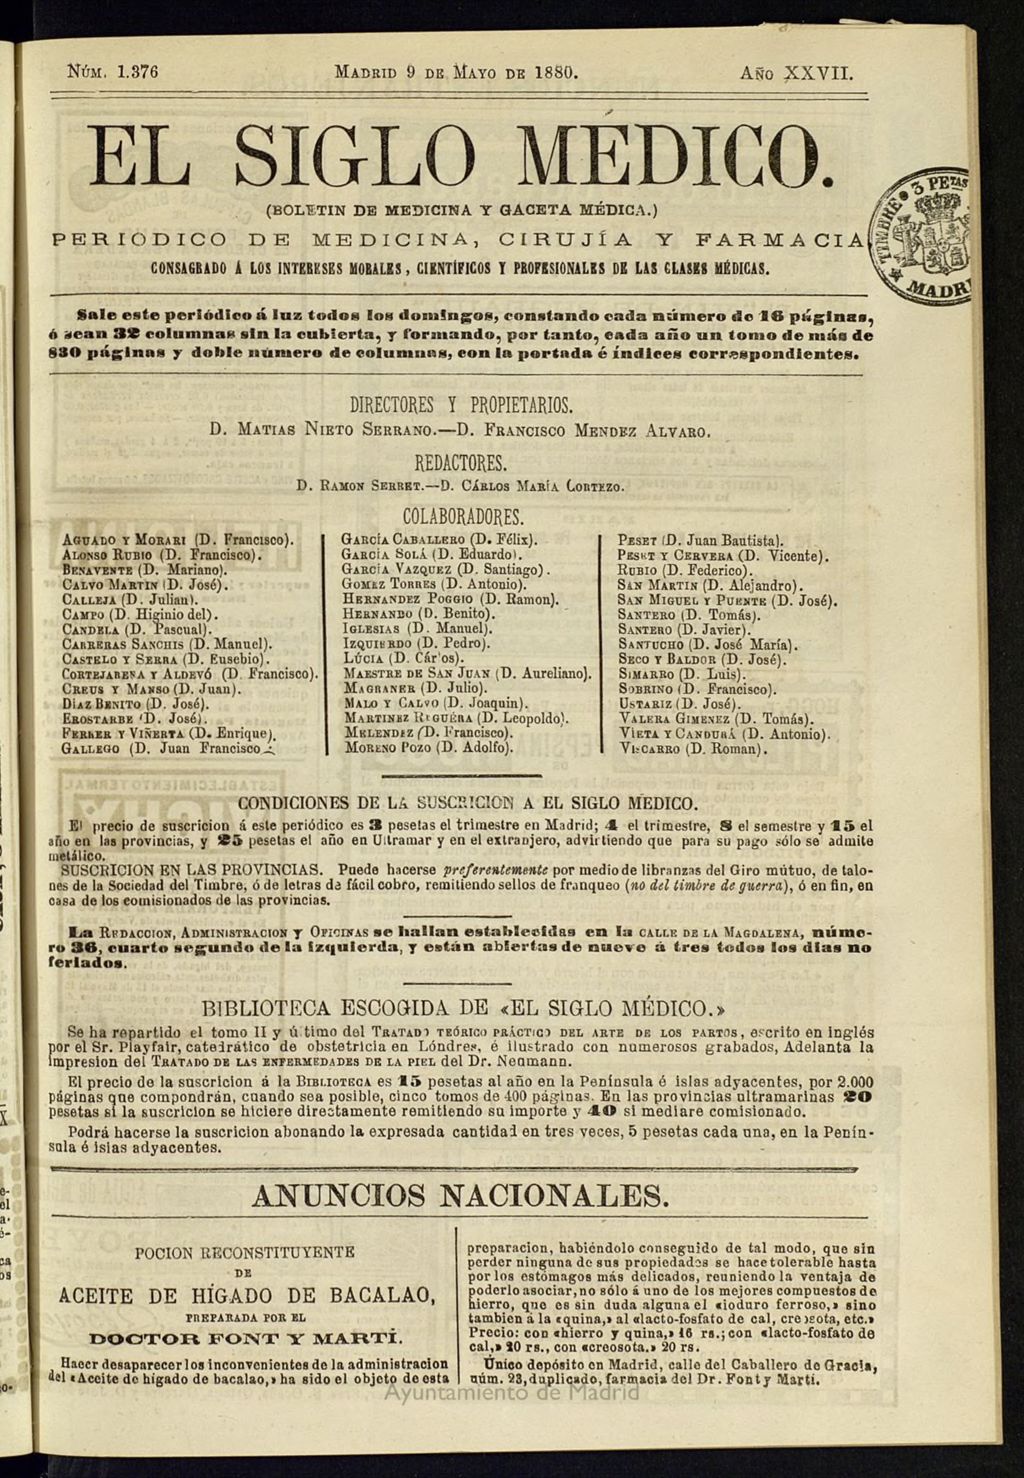 NÚM. 1.376
MADRID 9 DE MAYO DE 1880.
AÑO XXVII.
EL SIGLO MÉDICO.
(BOLETIN DE MEDICINA Y GACETA MÉDICA.)
PERIÓDICO DE MEDICINA, CIRUJÍA Y FARMACIA
CONSAGRADO Á LOS INTERESES MORALES, CIENTÍFICOS Y PROFESIONALES DE LAS CLASES MÉDICAS.
TIMBRE 3 PETAS
MADRI
Sale este periódico á luz todos los domingos, constando cada número de 16 páginas,
ó sean 32 columnas sin la cubierta, y formando, por tanto, cada año un tomo de más de
830 páginas y doble número de columnas, con la portada é índices correspondientes.
DIRECTORES Y PROPIETARIOS.
D. MATIAS NIETO SERRANO.—D. FRANCISCO MENDEZ ALVARO.
REDACTORES.
D. RAMON SERRET.—D. CÁRLOS MARÍA CORTEZO.
COLABORADORES.
AGUADO Y MORARI (D. Francisco).
ALONSO RUBIO (D. Francisco).
BENAVENTE (D. Mariano).
CALVO MARTIN (D. José).
CALLEJA (D. Julian).
CAMPO (D. Higinio del).
CANDELA (D. Pascual).
CARRERAS SANCHIS (D. Manuel).
CASTELO Y SERRA (D. Eusebio).
CORTEJARENA Y ALDEVÓ (D. Francisco).
CREUS Y MANSO (D. Juan).
DIAZ BENITO (D. José).
EROSTARBE (D. José).
FERRER Y VIÑERTA (D. Enrique).
GALLEGO (D. Juan Francisco).
GARCÍA CABALLERO (D. Félix).
GARCÍA SOLÁ (D. Eduardo).
GARCÍA VAZQUEZ (D. Santiago).
GOMEZ TORRES (D. Antonio).
HERNANDEZ POGGIO (D. Ramon).
HERNANDO (D. Benito).
IGLESIAS (D. Manuel).
IZQUIERDO (D. Pedro).
LÚCIA (D. Cárlos).
MAESTRE DE SAN JUAN (D. Aureliano).
MAGRANER (D. Julio).
MALO Y CALVO (D. Joaquin).
MARTINEZ REGUERA (D. Leopoldo).
MELENDEZ (D. Francisco).
MORENO POZO (D. Adolfo).
PESET (D. Juan Bautista).
PESET Y CERVERA (D. Vicente).
RUBIO (D. Federico).
SAN MARTIN (D. Alejandro).
SAN MIGUEL Y PUENTE (D. José).
SANTERO (D. Tomás).
SANTERO (D. Javier).
SANTUCHO (D. José María).
SECO Y BALDOR (D. José).
SIMARRO (D. Luis).
SOBRINO (D. Francisco).
USTARIZ (D. José).
VALERA GIMENEZ (D. Tomás).
VIETA Y CANDURÁ (D. Antonio).
VISCARRO (D. Roman).
CONDICIONES DE LA SUSCRICION A EL SIGLO MÉDICO.
El precio de suscricion á este periódico es 3 pesetas el trimestre en Madrid; 4 el trimestre, 8 el semestre y 15 el
año en las provincias, y 25 pesetas el año en Ultramar y en el extranjero, advirtiendo que para su pago sólo se admite
metálico.
SUSCRICION EN LAS PROVINCIAS. Puede hacerse preferentemente por medio de libranzas del Giro mútuo, de talo-
nes de la Sociedad del Timbre, ó de letras de fácil cobro, remitiendo sellos de franqueo (no del timbre de guerra), ó en fin, en
casa de los comisionados de las provincias.
La REDACCION, ADMINISTRACION Y OFICINAS se hallan establecidas en la CALLE DE LA MAGDALENA, núme-
ro 36, cuarto segundo de la izquierda, y están abiertas de nueve á tres todos los dias no
feriados.
BIBLIOTECA ESCOGIDA DE «EL SIGLO MÉDICO.»
Se ha repartido el tomo II y último del TRATADO TEÓRICO PRÁCTICO DEL ARTE DE LOS PARTOS, escrito en inglés
por el Sr. Playfair, catedrático de obstetricia en Lóndres, é ilustrado con numerosos grabados, Adelanta la
impresion del TRATADO DE LAS ENFERMEDADES DE LA PIEL del Dr. Neumann.
El precio de la suscricion á la BIBLIOTECA es 15 pesetas al año en la Península é islas adyacentes, por 2.000
páginas que compondrán, cuando sea posible, cinco tomos de 400 páginas. En las provincias ultramarinas 20
pesetas si la suscricion se hiciere directamente remitiendo su importe y 40 si mediare comisionado.
Podrá hacerse la suscricion abonando la expresada cantidad en tres veces, 5 pesetas cada una, en la Penín-
sula é islas adyacentes.
ANUNCIOS NACIONALES.
POCION RECONSTITUYENTE
DE
ACEITE DE HÍGADO DE BACALAO,
PREPARADA POR EL
DOCTOR FONT Y MARTÍ.
Hacer desaparecer los inconvenientes de la administracion
del «Aceite de hígado de bacalao,» ha sido el objeto de esta
preparacion, habiéndolo conseguido de tal modo, que sin
perder ninguna de sus propiedades se hace tolerable hasta
por los estómagos más delicados, reuniendo la ventaja de
poderlo asociar, no sólo á uno de los mejores compuestos de
hierro, que es sin duda alguna el «ioduro ferroso,» sino
tambien á la «quina,» al «lacto-fosfato de cal, creosota, etc.»
Precio: con «hierro y quina,» 16 rs.; con «lacto-fosfato de
cal,» 20 rs., con «creosota.» 20 rs.
Único depósito en Madrid, calle del Caballero de Gracia,
núm. 23, duplicado, farmacia del Dr. Font y Martí.
Ayuntamiento de Madrid